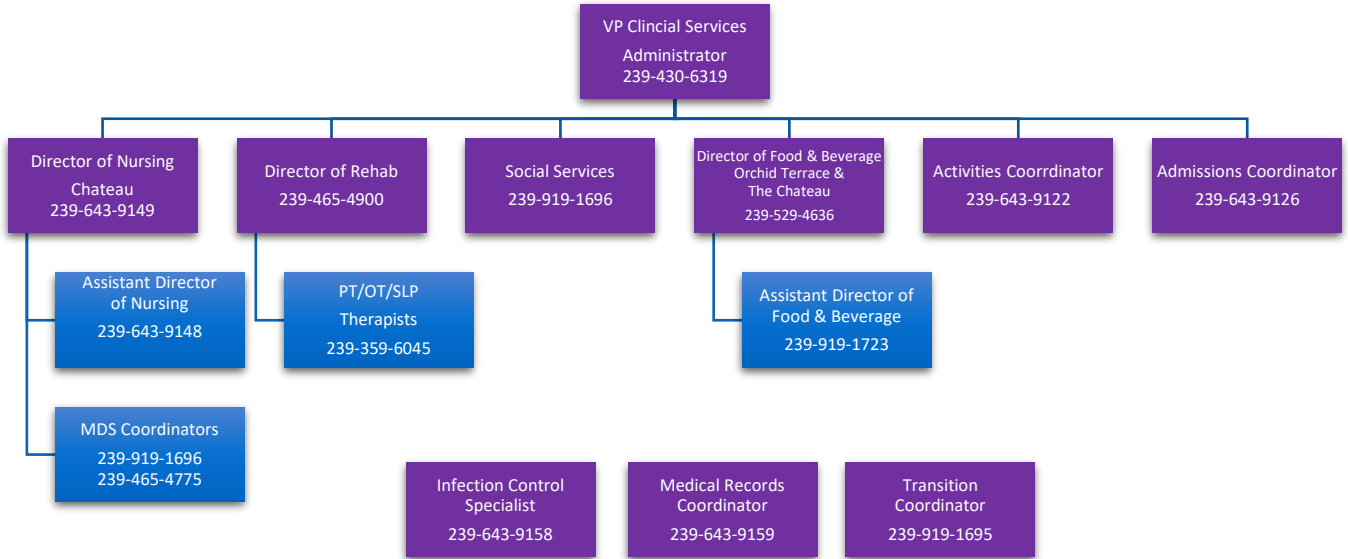 VP Clincial Services
Administrator
239-430-6319
Director of Nursing
Chateau
239-643-9149
Director of Rehab
239-465-4900
Social Services
239-919-1696
Director of Food & Beverage
Orchid Terrace &
The Chateau
239-529-4636
Activities Coorrdinator
239-643-9122
Admissions Coordinator
239-643-9126
Assistant Director
of Nursing
239-643-9148
PT/OT/SLP
Therapists
239-359-6045
Assistant Director of
Food & Beverage
239-919-1723
MDS Coordinators
239-919-1696
239-465-4775
Infection Control
Specialist
239-643-9158
Medical Records
Coordinator
239-643-9159
Transition
Coordinator
239-919-1695